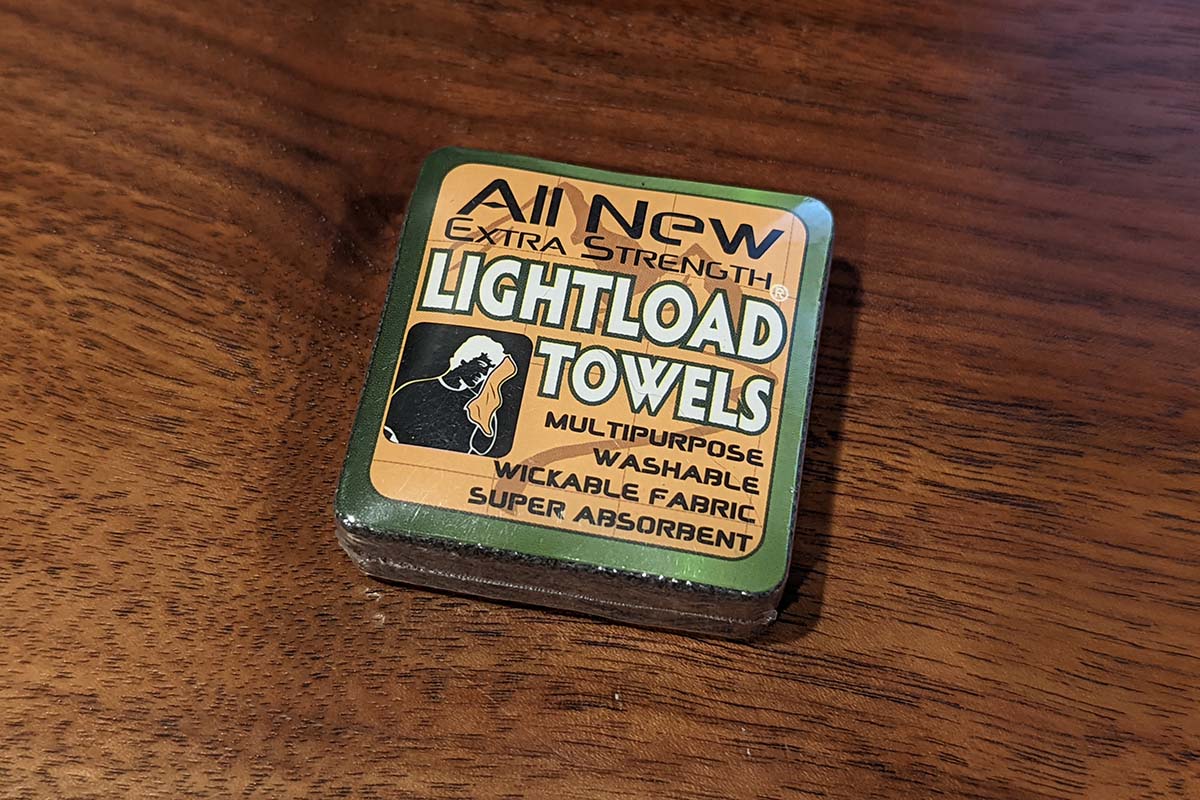 All New
Extra Strength
LIGHTLOAD®
TOWELS
MULTIPURPOSE
WASHABLE
WICKABLE FABRIC
SUPER ABSORBENT